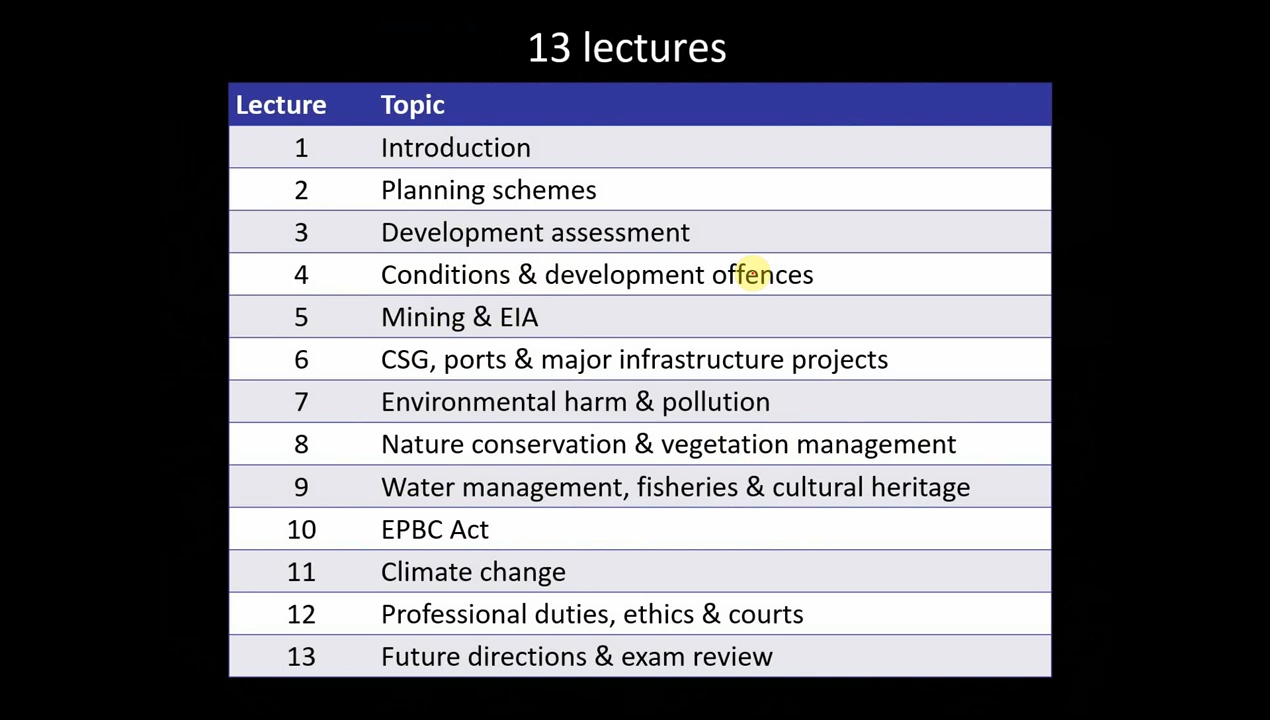 13 lectures
Lecture Topic
1 Introduction
2 Planning schemes
3 Development assessment
4 Conditions & development offences
5 Mining & EIA
6 CSG, ports & major infrastructure projects
7 Environmental harm & pollution
8 Nature conservation & vegetation management
9 Water management, fisheries & cultural heritage
10 EPBC Act
11 Climate change
12 Professional duties, ethics & courts
13 Future directions & exam review